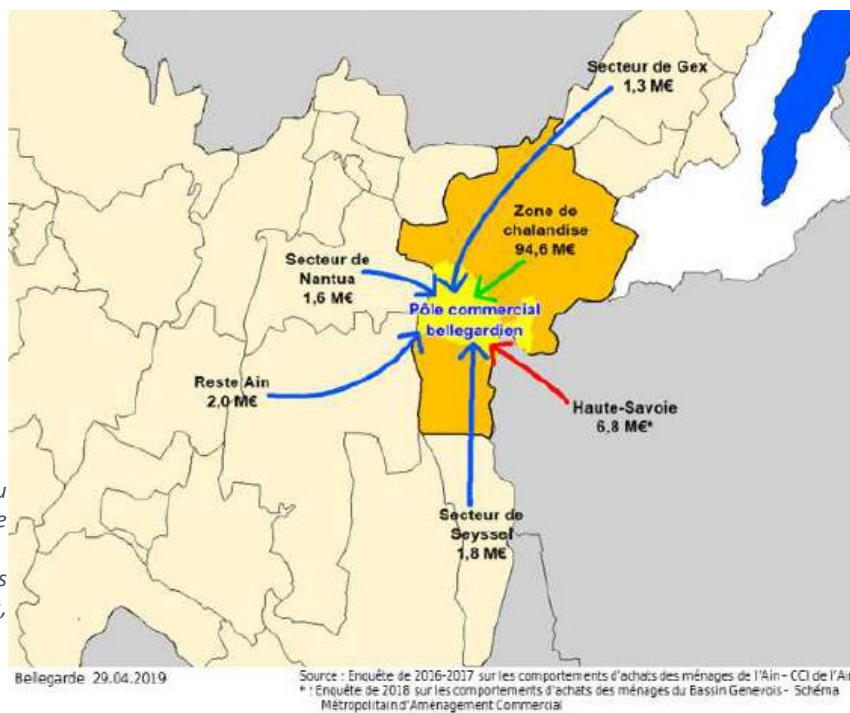 Secteur de Gex
1,3 M€
Zone de
chalandise
94,6 M€
Secteur de
Nantua
1,6 M€
Pôle commercial
bellegardien
Reste Ain
2,0 M€
Haute-Savoie
6,8 M€*
Secteur de
Seyssel
1,8 M€
Bellegarde 29.04.2019
Source : Enquête de 2016-2017 sur les comportements d'achats des ménages de l'Ain - CCI de l'Ain
* : Enquête de 2018 sur les comportements d'achats des ménages du Bassin Genevois - Schéma
Métropolitain d'Aménagement Commercial